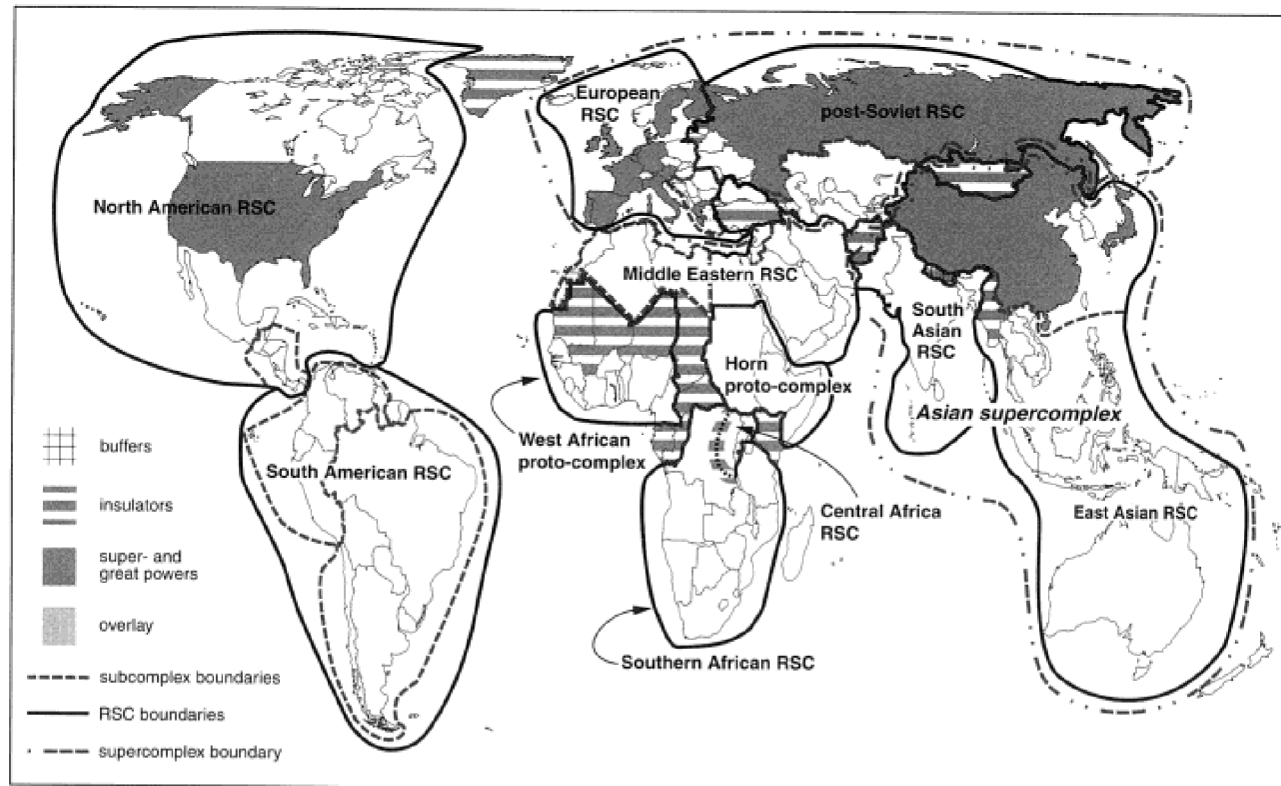 European
RSC
post-Soviet RSC
North American RSC
Middle Eastern RSC
South
Asian
RSC
Horn
proto-complex
Asian supercomplex
West African
proto-complex
South American RSC
Central Africa
RSC
East Asian RSC
Southern African RSC
buffers
insulators
super- and
great powers
overlay
subcomplex boundaries
RSC boundaries
supercomplex boundary